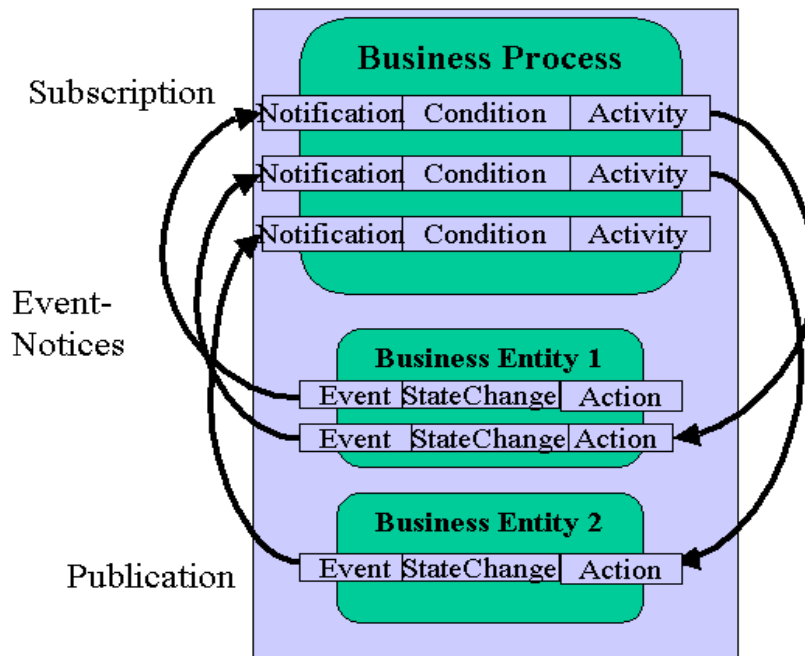 Business Process
Subscription
Notification Condition Activity
Notification Condition Activity
Notification Condition Activity
Event-
Notices
Business Entity 1
Event StateChange Action
Event StateChange Action
Business Entity 2
Publication
Event StateChange Action